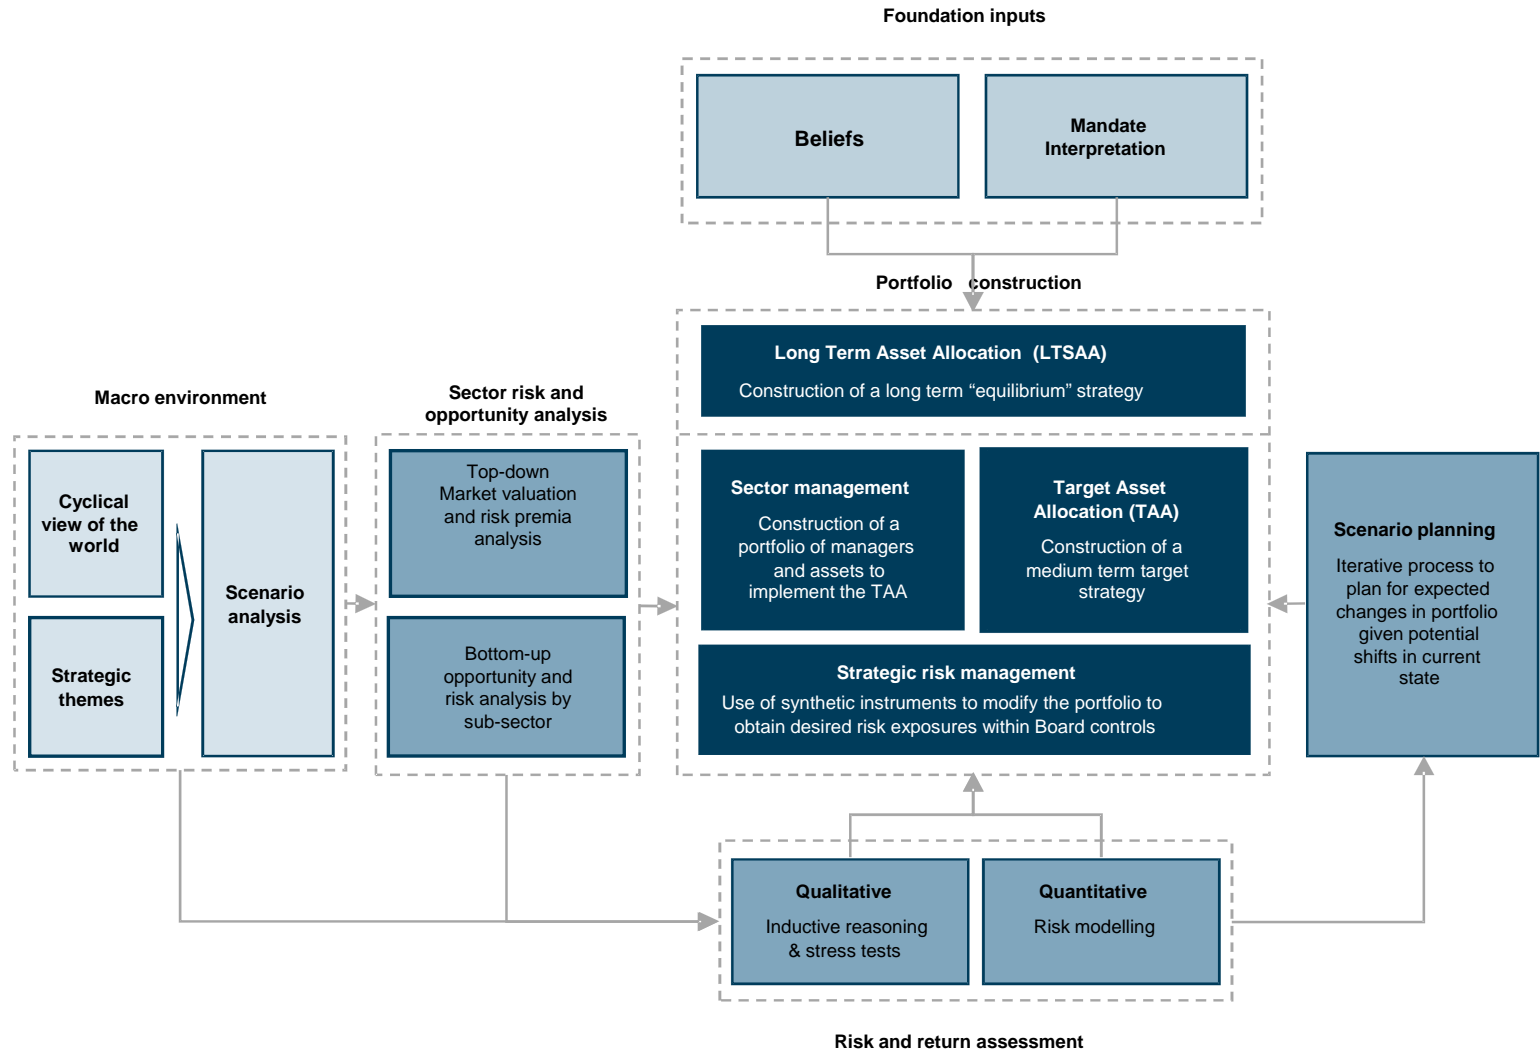 Foundation inputs
Beliefs
Mandate
Interpretation
Portfolio construction
Long Term Asset Allocation (LTSAA)
Construction of a long term “equilibrium” strategy
Macro environment
Sector risk and
opportunity analysis
Cyclical
view of the
world
Strategic
themes
Scenario
analysis
Top-down
Market valuation
and risk premia
analysis
Bottom-up
opportunity and
risk analysis by
sub-sector
Sector management
Construction of a
portfolio of managers
and assets to
implement the TAA
Target Asset
Allocation (TAA)
Construction of a
medium term target
strategy
Strategic risk management
Use of synthetic instruments to modify the portfolio to
obtain desired risk exposures within Board controls
Scenario planning
Iterative process to
plan for expected
changes in portfolio
given potential
shifts in current
state
Qualitative
Inductive reasoning
& stress tests
Quantitative
Risk modelling
Risk and return assessment